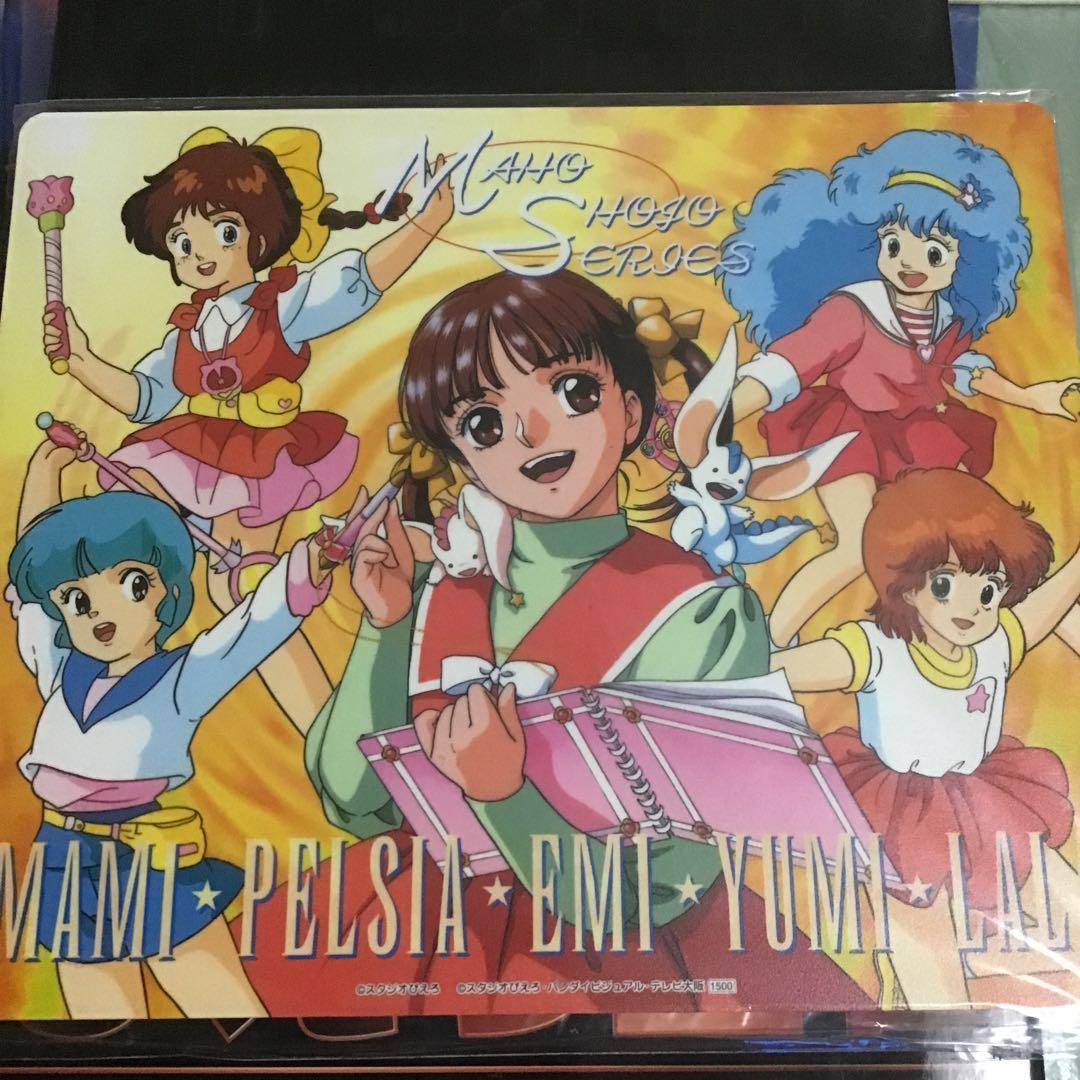 MAHO
SHOJO
SERIES
MAMI ★ PELSIA ★ EMI ★ YUMI ★ LAL
©スタジオぴえろ ©スタジオぴえろ・バンダイビジュアル・テレビ大阪 1500